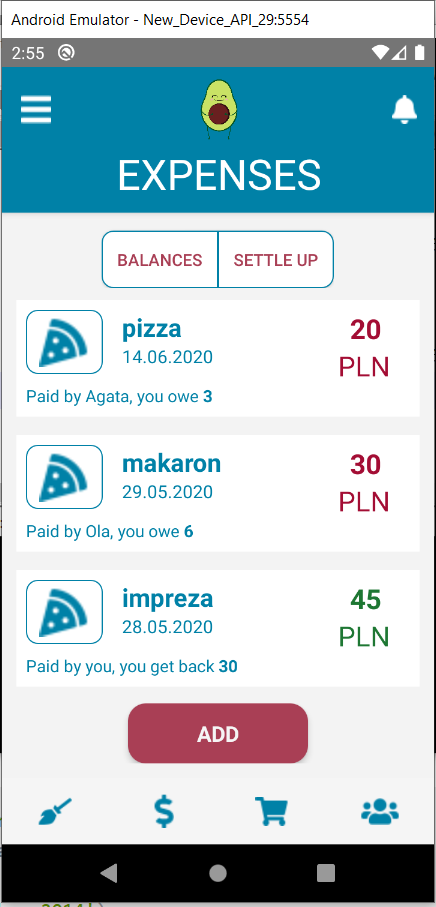 Android Emulator - New_Device_API_29:5554
2:55
EXPENSES
BALANCES
SETTLE UP
pizza
20
14.06.2020
PLN
Paid by Agata, you owe 3
makaron
30
29.05.2020
PLN
Paid by Ola, you owe 6
impreza
45
28.05.2020
PLN
Paid by you, you get back 30
ADD